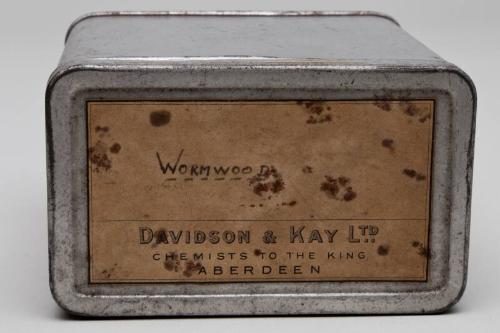 WORMWOOD
DAVIDSON & KAY LTD
CHEMISTS TO THE KING
ABERDEEN